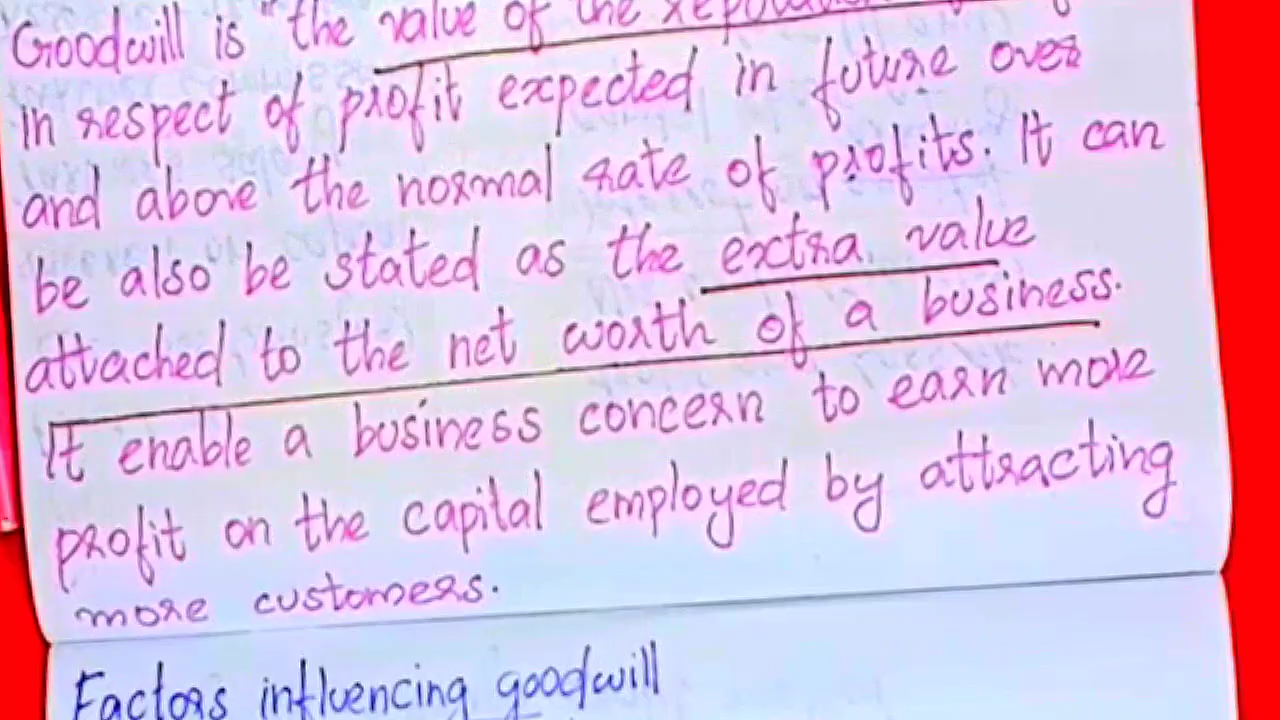 Goodwill is "the value of the reputation
in respect of profit expected in future over
and above the normal rate of profits. It can
be also be stated as the extra value
attached to the net worth of a business.
It enable a business concern to earn more
profit on the capital employed by attracting
more customers.
Factors influencing goodwill